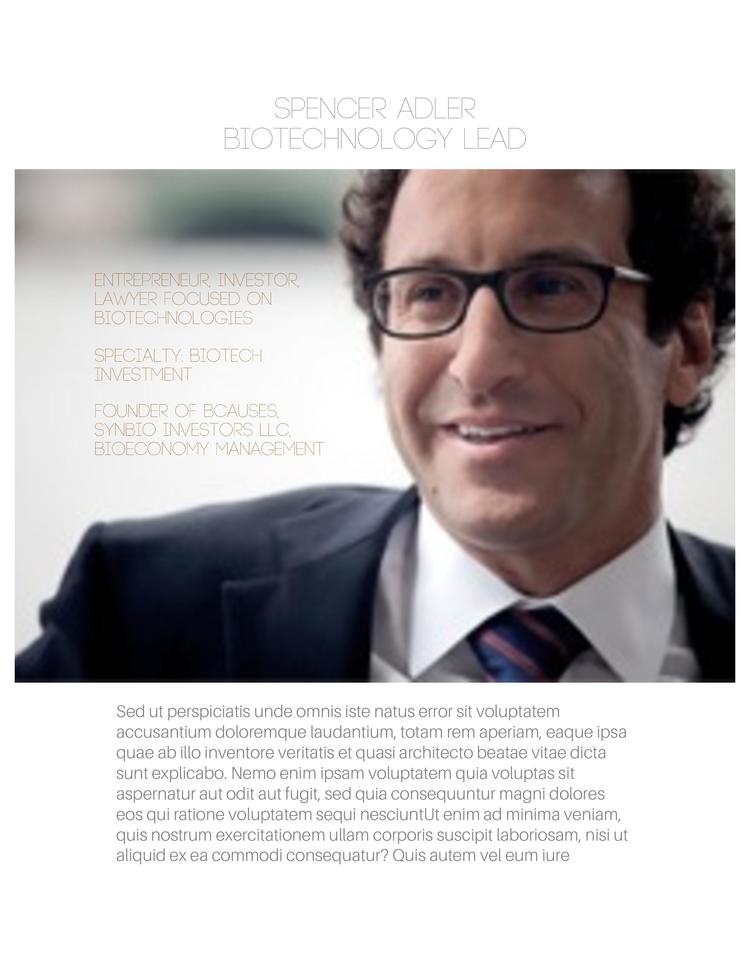 SPENCER ADLER
BIOTECHNOLOGY LEAD
ENTREPRENEUR, INVESTOR,
LAWYER FOCUSED ON
BIOTECHNOLOGIES
SPECIALTY: BIOTECH
INVESTMENT
FOUNDER OF BCAUSES,
SYNBIO INVESTORS LLC,
BIOECONOMY MANAGEMENT
Sed ut perspiciatis unde omnis iste natus error sit voluptatem
accusantium doloremque laudantium, totam rem aperiam, eaque ipsa
quae ab illo inventore veritatis et quasi architecto beatae vitae dicta
sunt explicabo. Nemo enim ipsam voluptatem quia voluptas sit
aspernatur aut odit aut fugit, sed quia consequuntur magni dolores
eos qui ratione voluptatem sequi nesciuntUt enim ad minima veniam,
quis nostrum exercitationem ullam corporis suscipit laboriosam, nisi ut
aliquid ex ea commodi consequatur? Quis autem vel eum iure